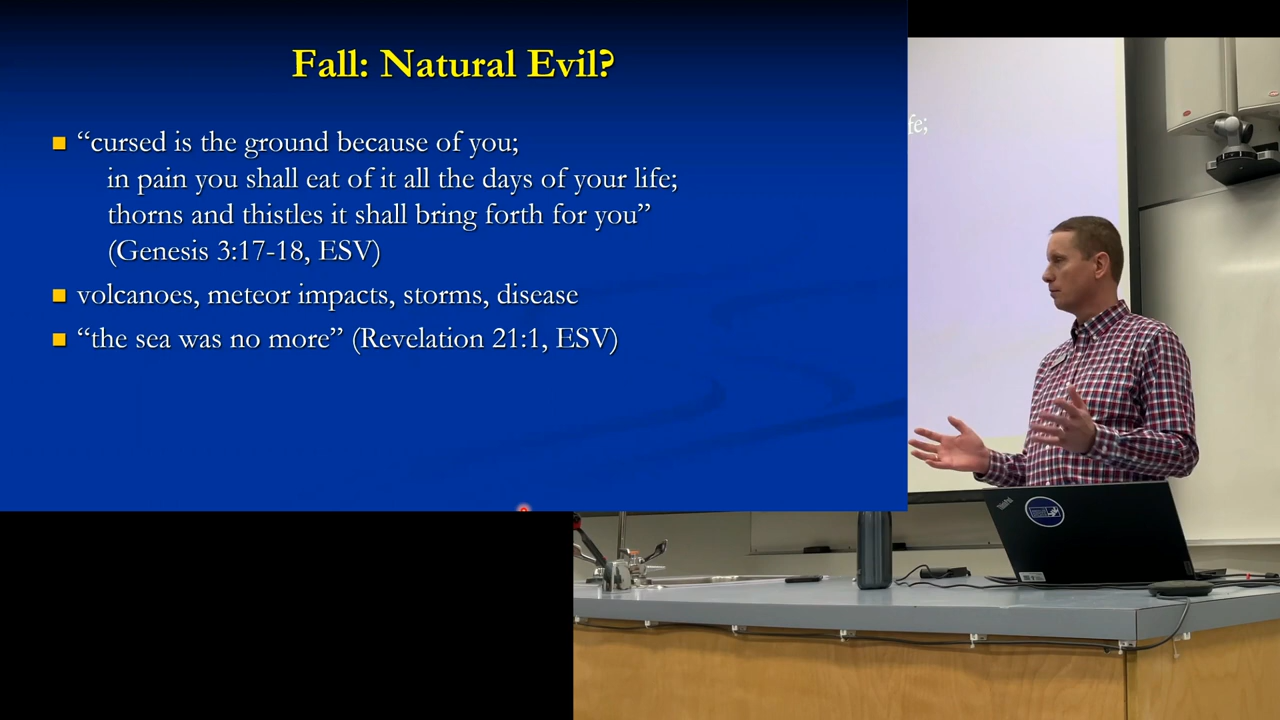 Fall: Natural Evil?
“cursed is the ground because of you;
in pain you shall eat of it all the days of your life;
thorns and thistles it shall bring forth for you”
(Genesis 3:17-18, ESV)
volcanoes, meteor impacts, storms, disease
“the sea was no more” (Revelation 21:1, ESV)
fe;
ThinkPad